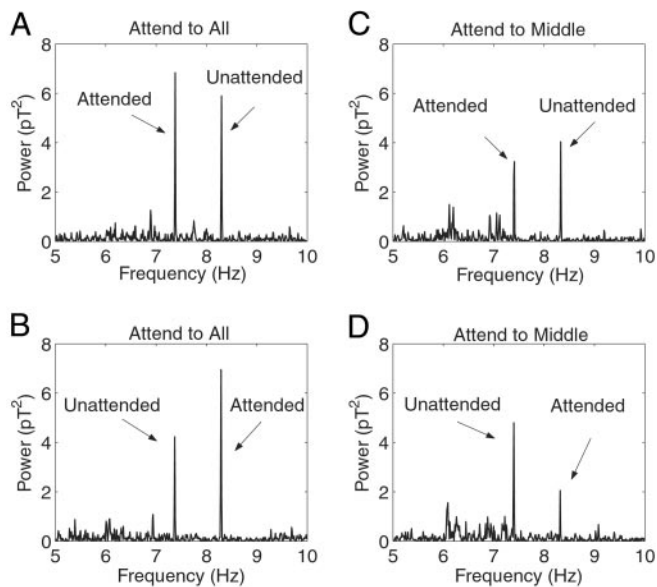 A
Attend to All
8
6
4
2
0
Power (pT²)
Attended
Unattended
5 6 7 8 9 10
Frequency (Hz)
C
Attend to Middle
8
6
4
2
0
Power (pT²)
Attended
Unattended
5 6 7 8 9 10
Frequency (Hz)
B
Attend to All
8
6
4
2
0
Power (pT²)
Unattended
Attended
5 6 7 8 9 10
Frequency (Hz)
D
Attend to Middle
8
6
4
2
0
Power (pT²)
Unattended
Attended
5 6 7 8 9 10
Frequency (Hz)